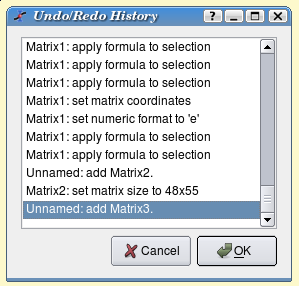 Undo/Redo History
Matrix1: apply formula to selection
Matrix1: apply formula to selection
Matrix1: apply formula to selection
Matrix1: set matrix coordinates
Matrix1: set numeric format to 'e'
Matrix1: apply formula to selection
Matrix1: apply formula to selection
Unnamed: add Matrix2.
Matrix2: set matrix size to 48x55
Unnamed: add Matrix3.
Cancel
OK